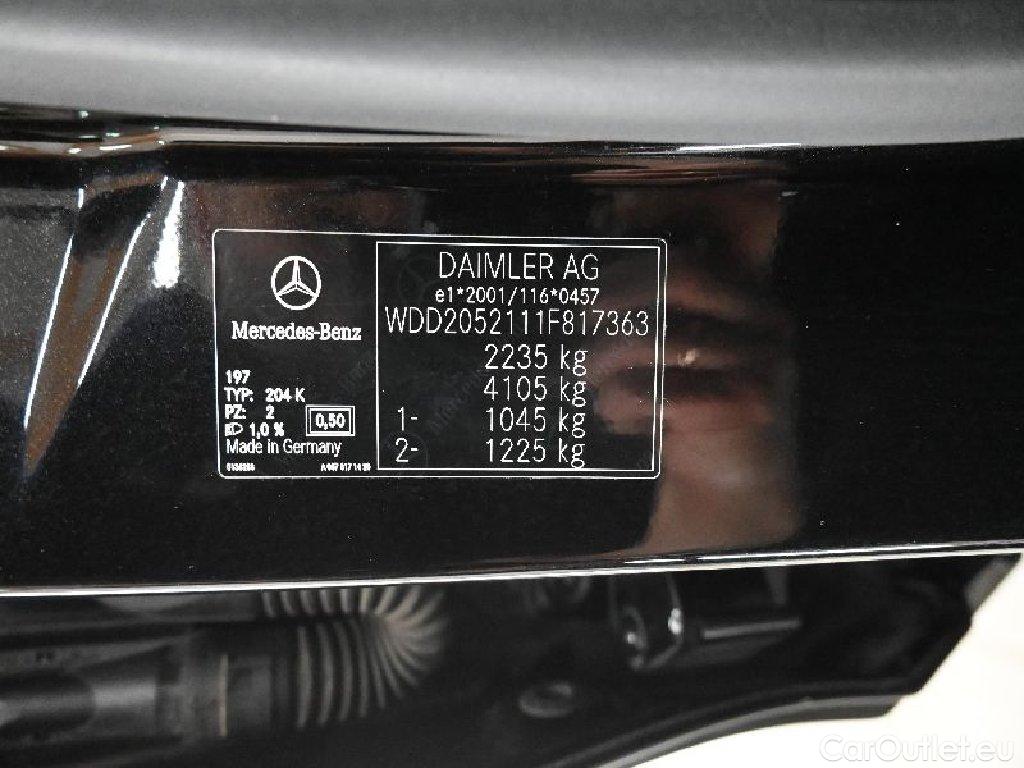 Mercedes-Benz
197
TYP: 204 K
PZ: 2
1,0 %
0,50
Made in Germany
DAIMLER AG
e1*2001/116*0457
WDD2052111F817363
2235 kg
4105 kg
1- 1045 kg
2- 1225 kg
CarOutlet.eu